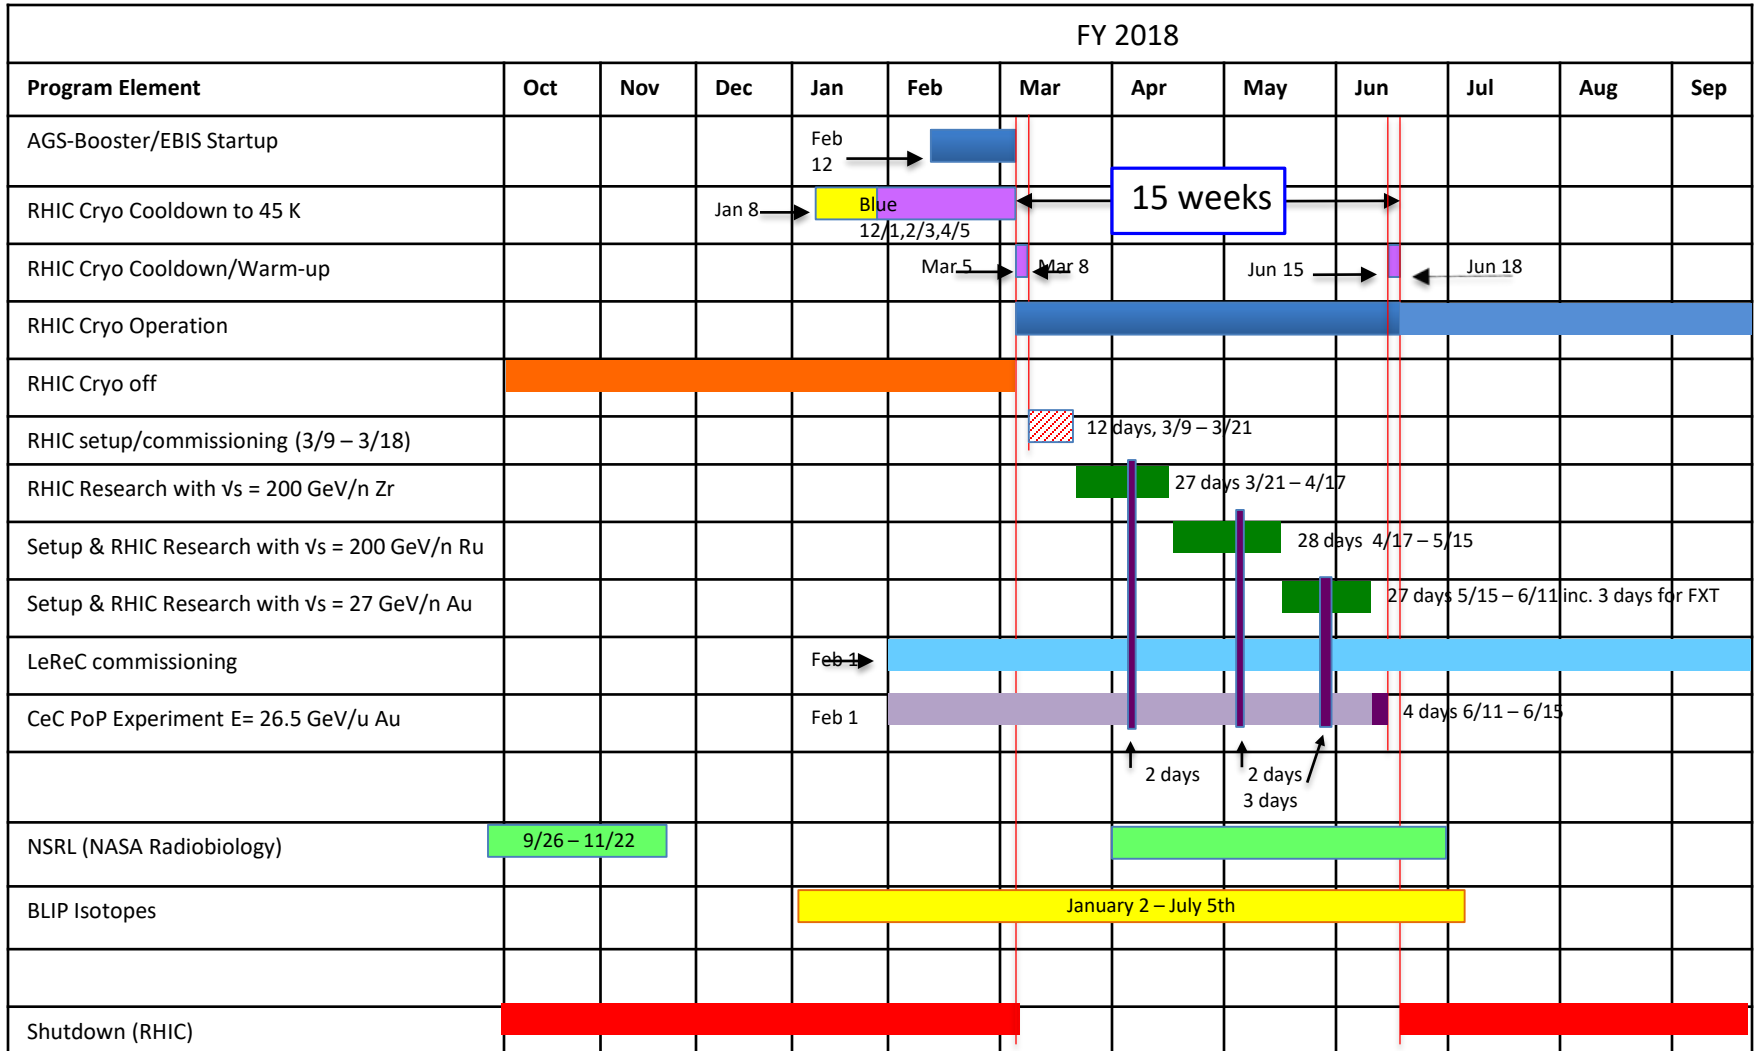 FY 2018
Program Element Oct Nov Dec Jan Feb Mar Apr May Jun Jul Aug Sep
AGS-Booster/EBIS Startup
Feb
12
RHIC Cryo Cooldown to 45 K
Jan 8
Blue
12/1,2/3,4/5
15 weeks
RHIC Cryo Cooldown/Warm-up
Mar 5
Mar 8
Jun 15
Jun 18
RHIC Cryo Operation
RHIC Cryo off
RHIC setup/commissioning (3/9 – 3/18)
12 days, 3/9 – 3/21
RHIC Research with √s = 200 GeV/n Zr
27 days 3/21 – 4/17
Setup & RHIC Research with √s = 200 GeV/n Ru
28 days 4/17 – 5/15
Setup & RHIC Research with √s = 27 GeV/n Au
27 days 5/15 – 6/11 inc. 3 days for FXT
LeReC commissioning
Feb 1
CeC PoP Experiment E= 26.5 GeV/u Au
Feb 1
4 days 6/11 – 6/15
2 days
2 days
3 days
NSRL (NASA Radiobiology)
9/26 – 11/22
BLIP Isotopes
January 2 – July 5th
Shutdown (RHIC)